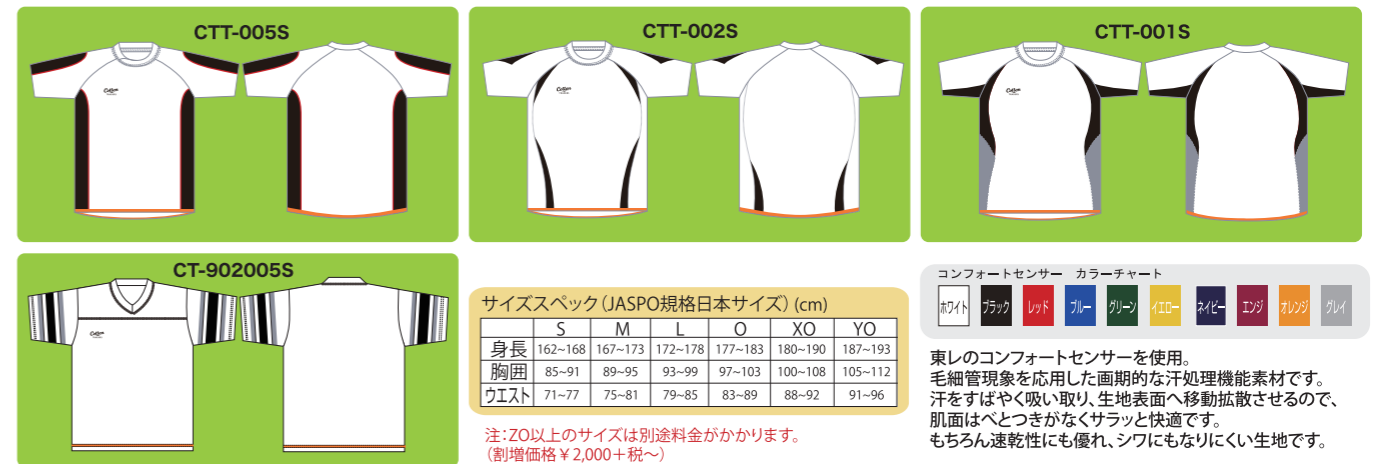 CTT-005S
CTT-002S
CTT-001S
CT-902005S
サイズスペック（JASPO規格日本サイズ）(cm)
S M L O XO YO
身長 162~168 167~173 172~178 177~183 180~190 187~193
胸囲 85~91 89~95 93~99 97~103 100~108 105~112
ウエスト 71~77 75~81 79~85 83~89 88~92 91~96
注：ZO以上のサイズは別途料金がかかります。
（割増価格￥2,000＋税〜）
コンフォートセンサー カラーチャート
ホワイト ブラック レッド ブルー グリーン イエロー ネイビー エンジ オレンジ グレイ
東レのコンフォートセンサーを使用。
毛細管現象を応用した画期的な汗処理機能素材です。
汗をすばやく吸い取り、生地表面へ移動拡散させるので、
肌面はべとつきがなくサラッと快適です。
もちろん速乾性にも優れ、シワにもなりにくい生地です。